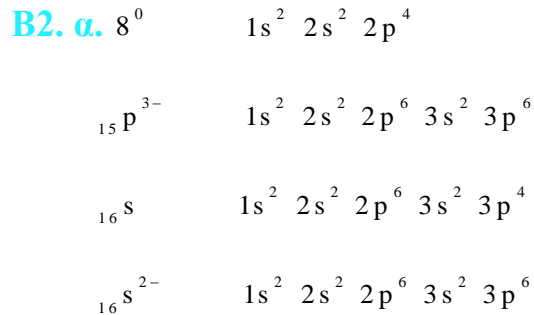 B2. α. 8⁰ 1s² 2s² 2p⁴
₁₅p³⁻ 1s² 2s² 2p⁶ 3s² 3p⁶
₁₆s 1s² 2s² 2p⁶ 3s² 3p⁴
₁₆s²⁻ 1s² 2s² 2p⁶ 3s² 3p⁶